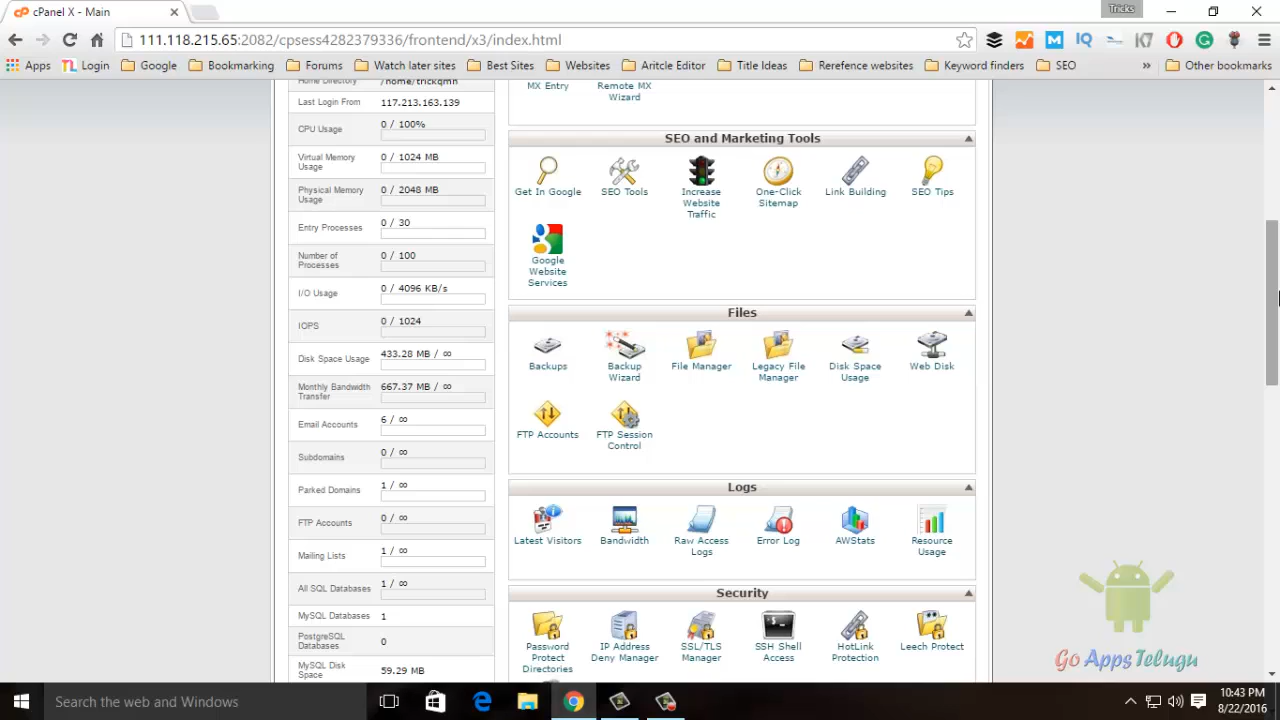 cPanel X - Main
Tricks
111.118.215.65:2082/cpsess4282379336/frontend/x3/index.html
Apps
Login
Google
Bookmarking
Forums
Watch later sites
Best Sites
Websites
Aritcle Editor
Title Ideas
Rerefence websites
Keyword finders
SEO
»
Other bookmarks
Home Directory /home/trickqmn
Last Login From 117.213.163.139
CPU Usage 0 / 100%
Virtual Memory Usage 0 / 1024 MB
Physical Memory Usage 0 / 2048 MB
Entry Processes 0 / 30
Number of Processes 0 / 100
I/O Usage 0 / 4096 KB/s
IOPS 0 / 1024
Disk Space Usage 433.28 MB / ∞
Monthly Bandwidth Transfer 667.37 MB / ∞
Email Accounts 6 / ∞
Subdomains 0 / ∞
Parked Domains 1 / ∞
FTP Accounts 0 / ∞
Mailing Lists 1 / ∞
All SQL Databases 1 / ∞
MySQL Databases 1
PostgreSQL Databases 0
MySQL Disk Space 59.29 MB
MX Entry
Remote MX Wizard
SEO and Marketing Tools
Get In Google
SEO Tools
Increase Website Traffic
One-Click Sitemap
Link Building
SEO Tips
Google Website Services
Files
Backups
Backup Wizard
File Manager
Legacy File Manager
Disk Space Usage
Web Disk
FTP Accounts
FTP Session Control
Logs
Latest Visitors
Bandwidth
Raw Access Logs
Error Log
AWStats
Resource Usage
Security
Password Protect Directories
IP Address Deny Manager
SSL/TLS Manager
SSH Shell Access
HotLink Protection
Leech Protect
Go Apps Telugu
Search the web and Windows
10:43 PM
8/22/2016